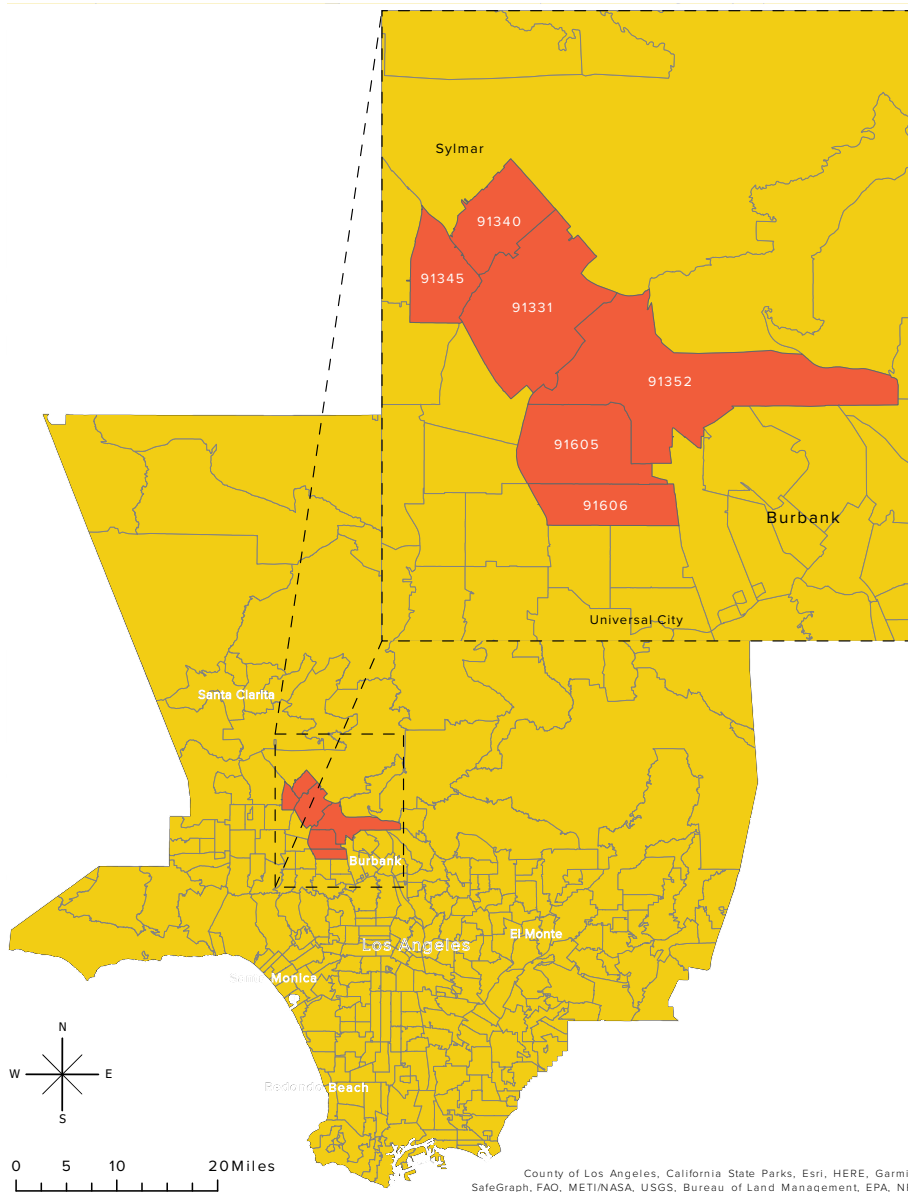 Sylmar
91340
91345
91331
91352
91605
91606
Burbank
Universal City
Santa Clarita
Burbank
El Monte
Los Angeles
Santa Monica
Redondo Beach
N
W E
S
0 5 10 20 Miles
County of Los Angeles, California State Parks, Esri, HERE, Garmi
SafeGraph, FAO, METI/NASA, USGS, Bureau of Land Management, EPA, N